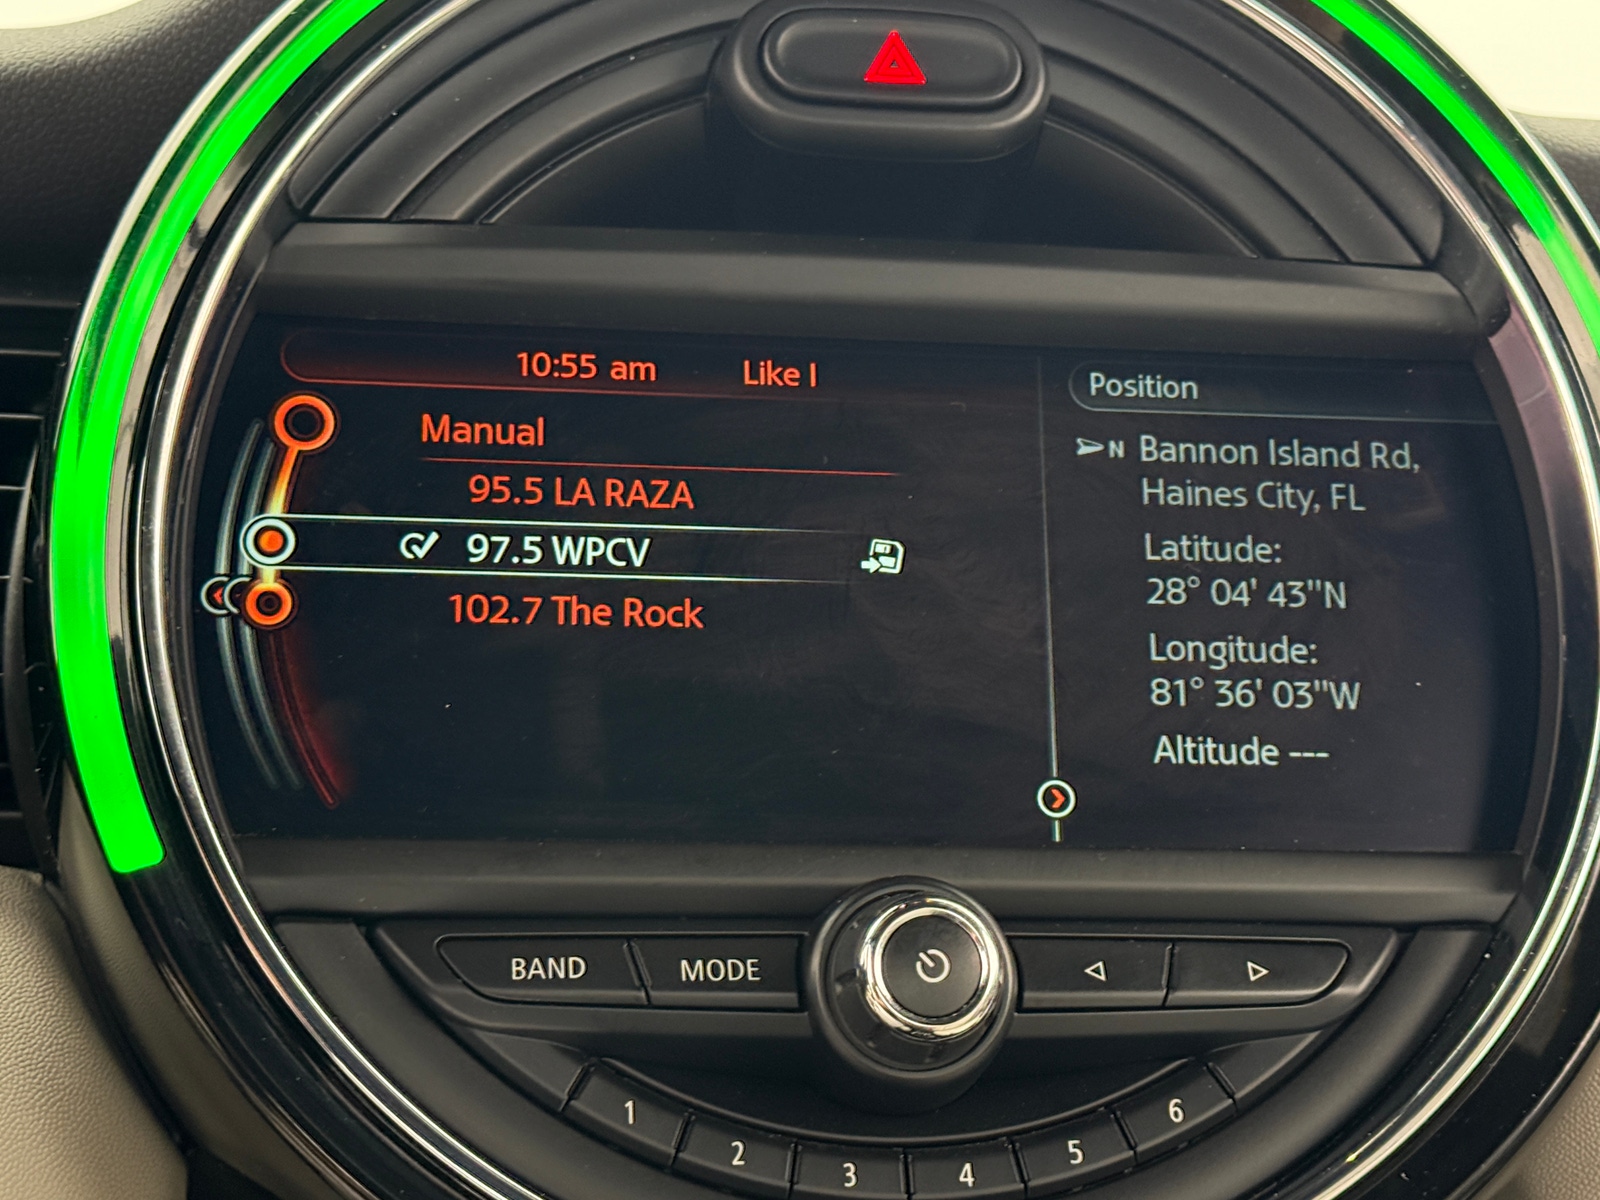 10:55 am Like I
Manual
95.5 LA RAZA
97.5 WPCV
102.7 The Rock
Position
N Bannon Island Rd,
Haines City, FL
Latitude:
28° 04' 43"N
Longitude:
81° 36' 03"W
Altitude ---
BAND MODE
1 2 3 4 5 6